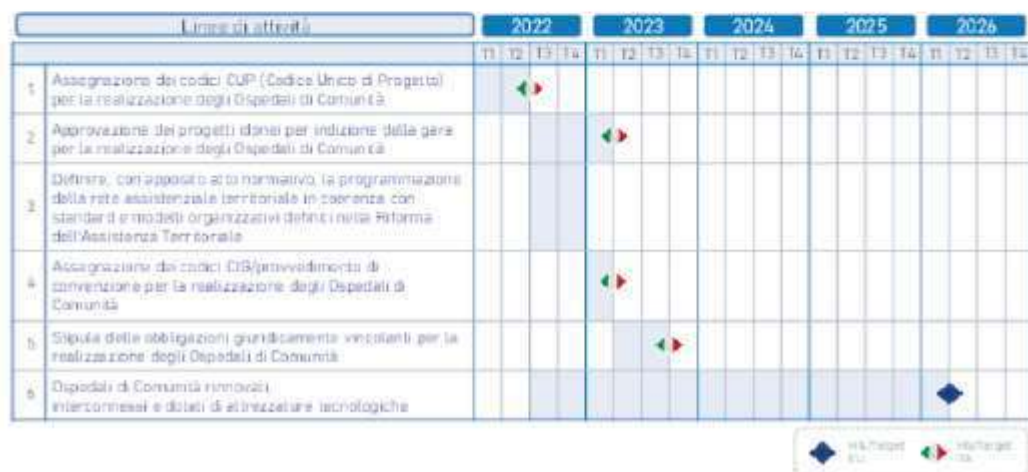 Linee di attività 2022 2023 2024 2025 2026
T1 T2 T3 T4 T1 T2 T3 T4 T1 T2 T3 T4 T1 T2 T3 T4 T1 T2 T3 T4
1 Assegnazione dei codici CUP (Codice Unico di Progetto)
per la realizzazione degli Ospedali di Comunità
2 Approvazione dei progetti idonei per indizione della gara
per la realizzazione degli Ospedali di Comunità
3 Definire, con apposito atto normativo, la programmazione
della rete assistenziale territoriale in coerenza con
standard e modelli organizzativi definiti nella Riforma
dell'Assistenza Territoriale
4 Assegnazione dei codici CIG/provvedimento di
convenzione per la realizzazione degli Ospedali di
Comunità
5 Stipula delle obbligazioni giuridicamente vincolanti per la
realizzazione degli Ospedali di Comunità
6 Ospedali di Comunità rinnovati,
interconnessi e dotati di attrezzature tecnologiche
M&/Target M&/Target
EU ITA